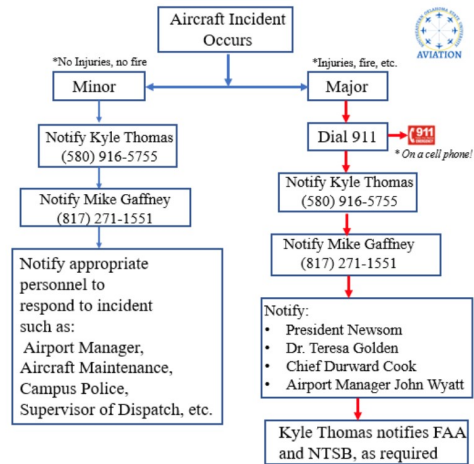 Aircraft Incident
Occurs
AVIATION
*No Injuries, no fire
*Injuries, fire, etc.
Minor
Major
Dial 911
911
* On a cell phone!
Notify Kyle Thomas
(580) 916-5755
Notify Mike Gaffney
(817) 271-1551
Notify appropriate
personnel to
respond to incident
such as:
Airport Manager,
Aircraft Maintenance,
Campus Police,
Supervisor of Dispatch, etc.
Notify Kyle Thomas
(580) 916-5755
Notify Mike Gaffney
(817) 271-1551
Notify:
• President Newsom
• Dr. Teresa Golden
• Chief Durward Cook
• Airport Manager John Wyatt
Kyle Thomas notifies FAA
and NTSB, as required